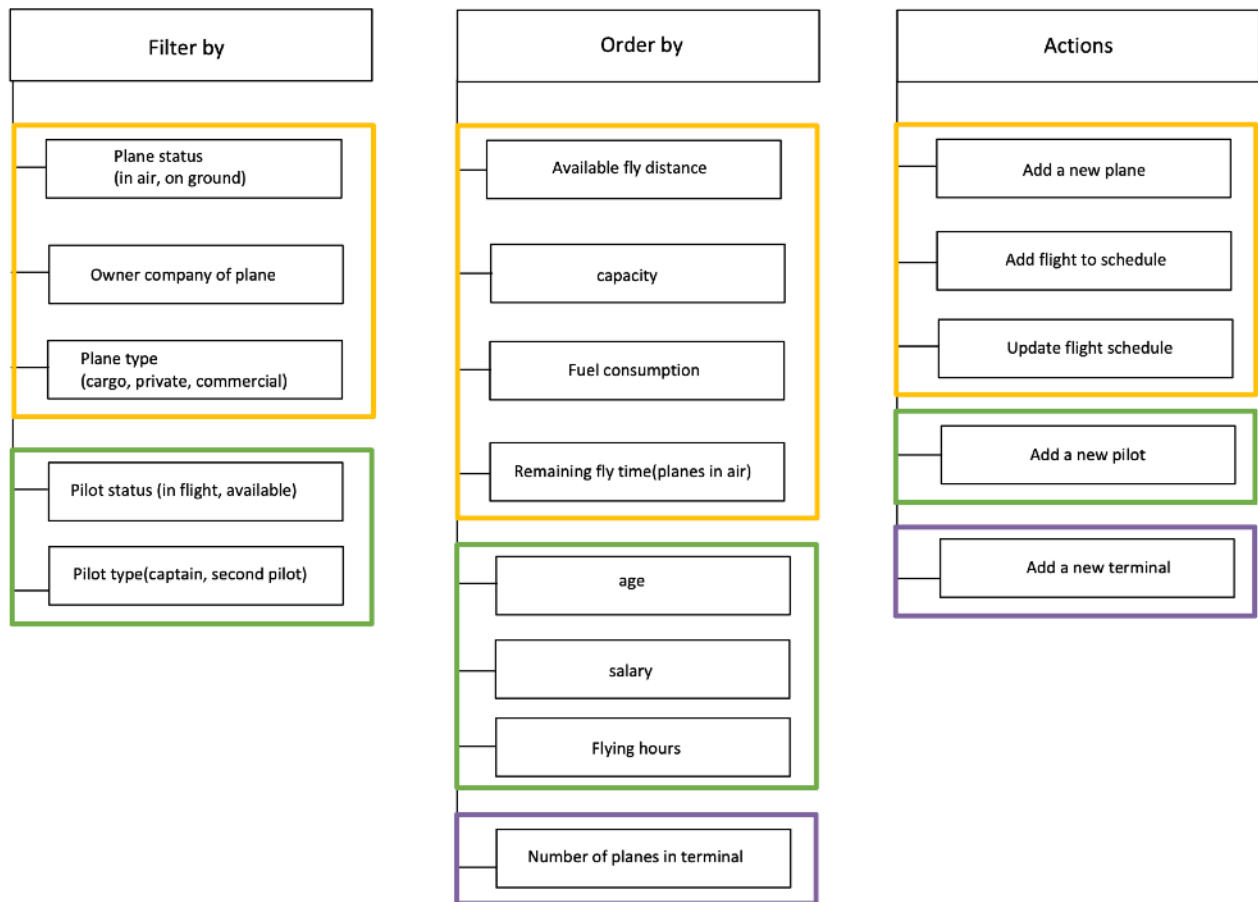 Filter by
Plane status
(in air, on ground)
Owner company of plane
Plane type
(cargo, private, commercial)
Pilot status (in flight, available)
Pilot type(captain, second pilot)
Order by
Available fly distance
capacity
Fuel consumption
Remaining fly time(planes in air)
age
salary
Flying hours
Number of planes in terminal
Actions
Add a new plane
Add flight to schedule
Update flight schedule
Add a new pilot
Add a new terminal